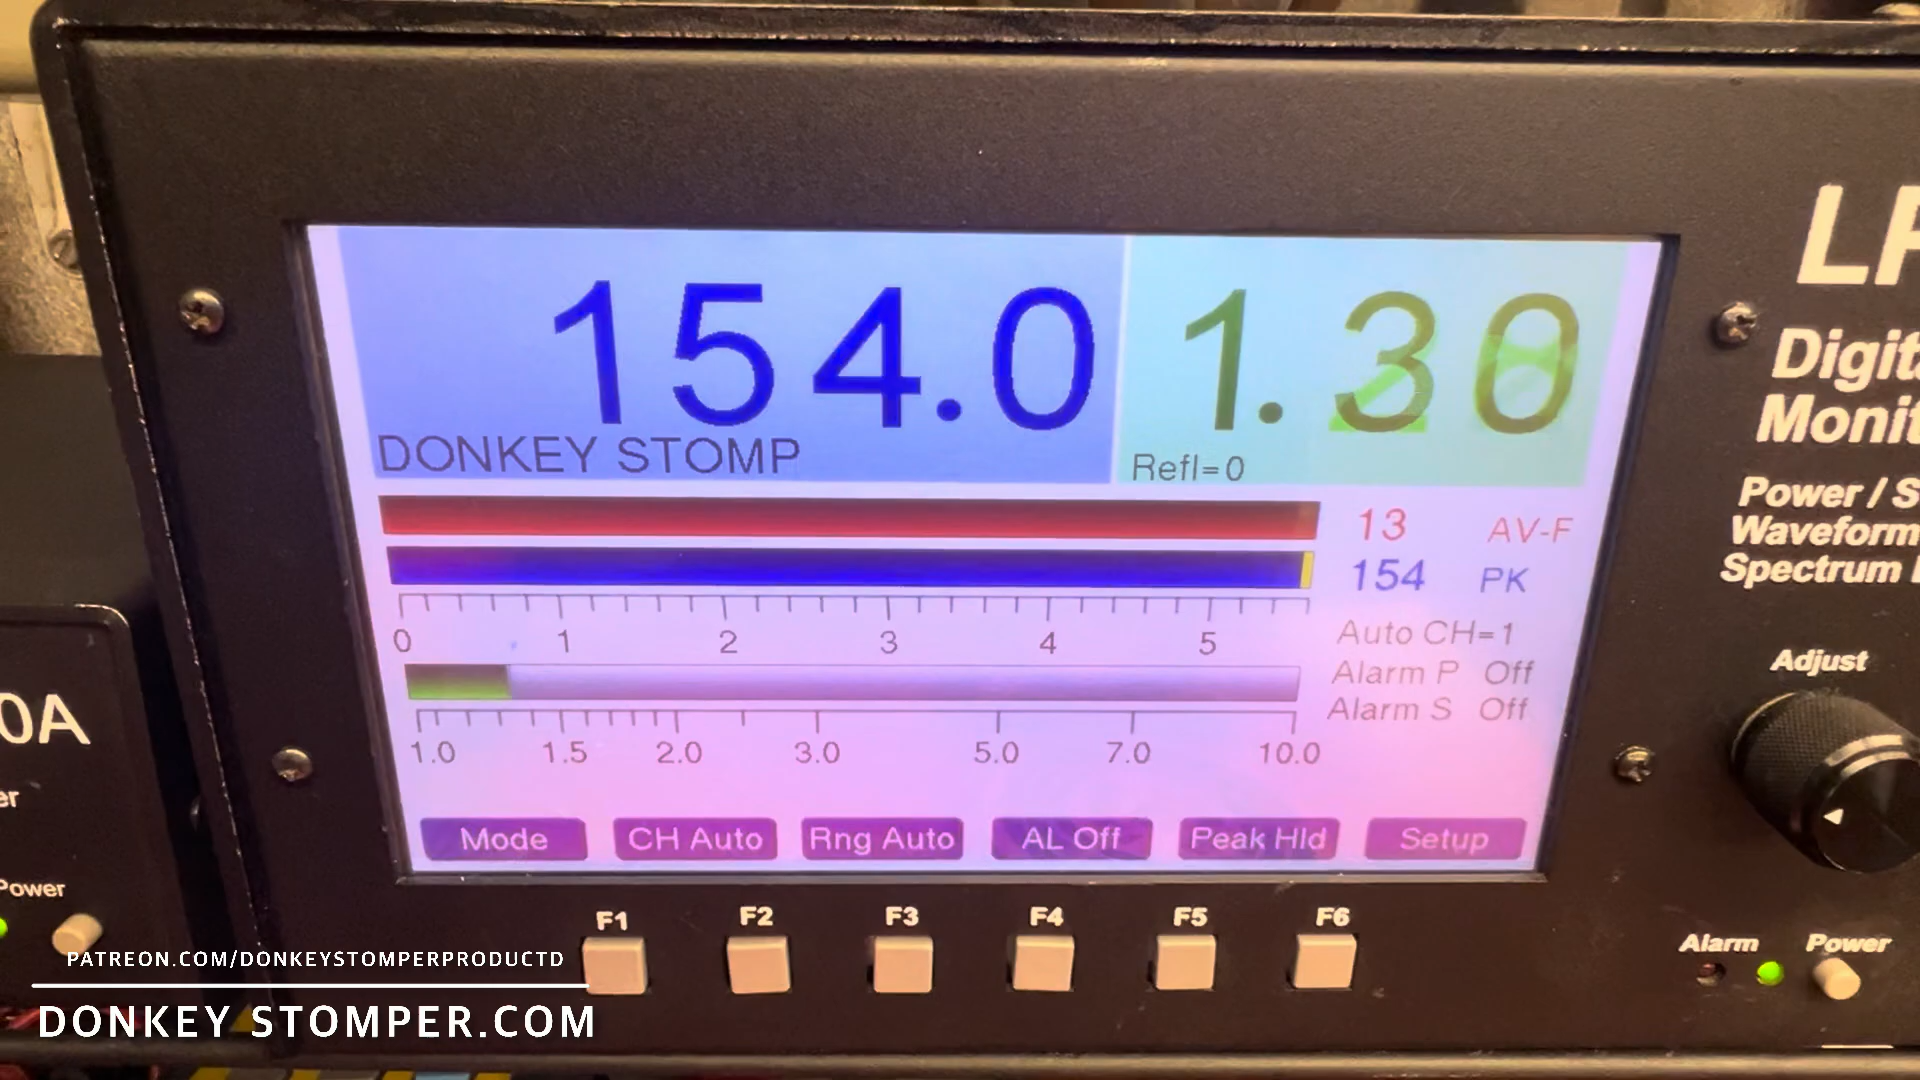 LP
154.0
1.30
DONKEY STOMP
Refl=0
Digita
Monit
Power / S
Waveform
Spectrum
13 AV-F
154 PK
0 1 2 3 4 5
Auto CH=1
Alarm P Off
Alarm S Off
1.0 1.5 2.0 3.0 5.0 7.0 10.0
Adjust
0A
er
Mode
CH Auto
Rng Auto
AL Off
Peak Hld
Setup
Power
F1 F2 F3 F4 F5 F6
Alarm Power
PATREON.COM/DONKEYSTOMPERPRODUCTD
DONKEY STOMPER.COM